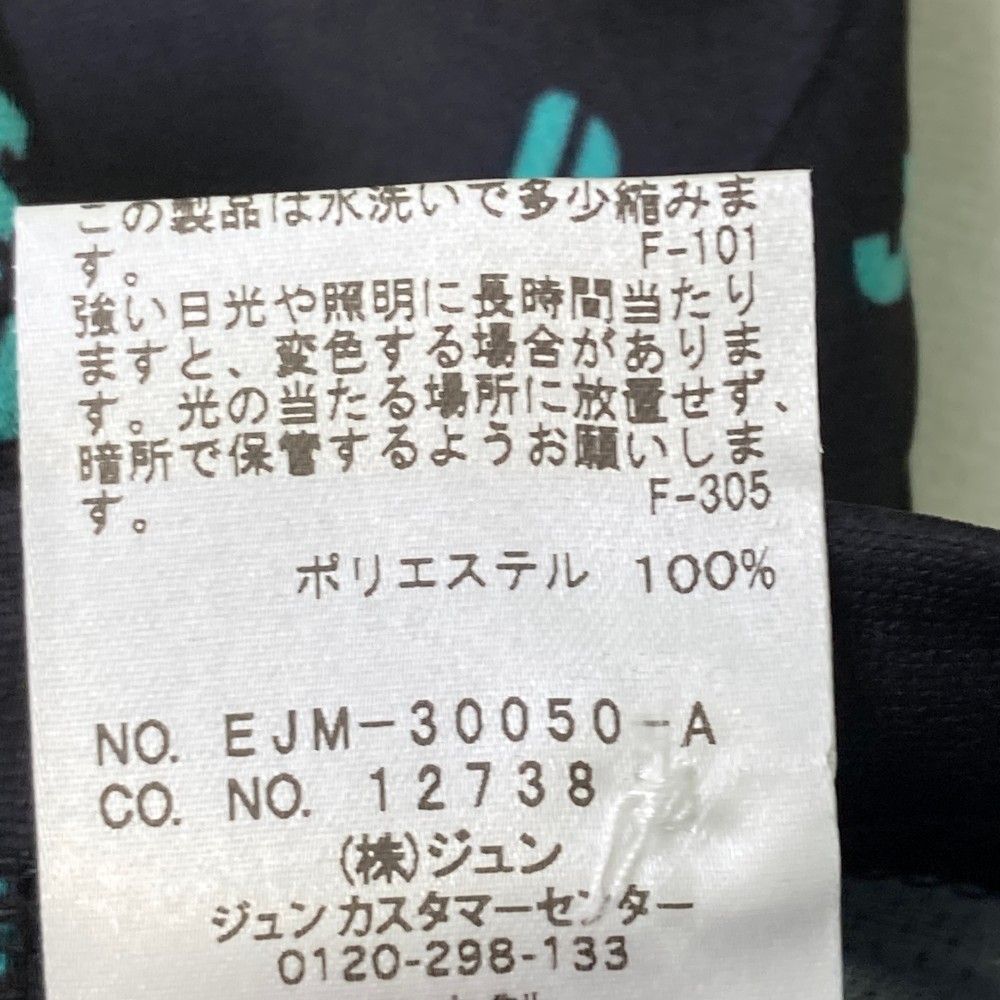 この製品は水洗いで多少縮みま
す。 F-101
強い日光や照明に長時間当たり
ますと、変色する場合がありま
す。光の当たる場所に放置せず、
暗所で保管するようお願いしま
す。 F-305
ポリエステル 100%
NO. EJM-30050-A
CO. NO. 12738
(株)ジュン
ジュンカスタマーセンター
0120-298-133